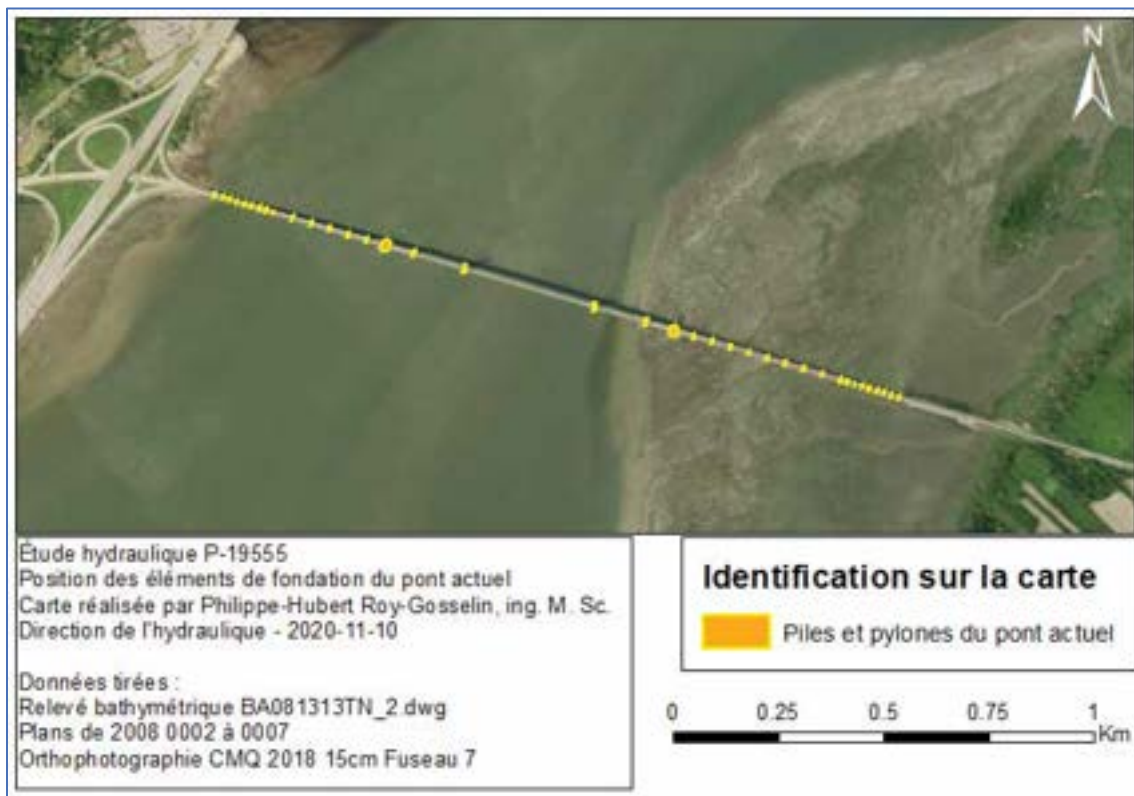 N
Étude hydraulique P-19555
Position des éléments de fondation du pont actuel
Carte réalisée par Philippe-Hubert Roy-Gosselin, ing. M. Sc.
Direction de l'hydraulique - 2020-11-10
Données tirées :
Relevé bathymétrique BA081313TN_2.dwg
Plans de 2008 0002 à 0007
Orthophotographie CMQ 2018 15cm Fuseau 7
Identification sur la carte
Piles et pylones du pont actuel
0 0.25 0.5 0.75 1
Km